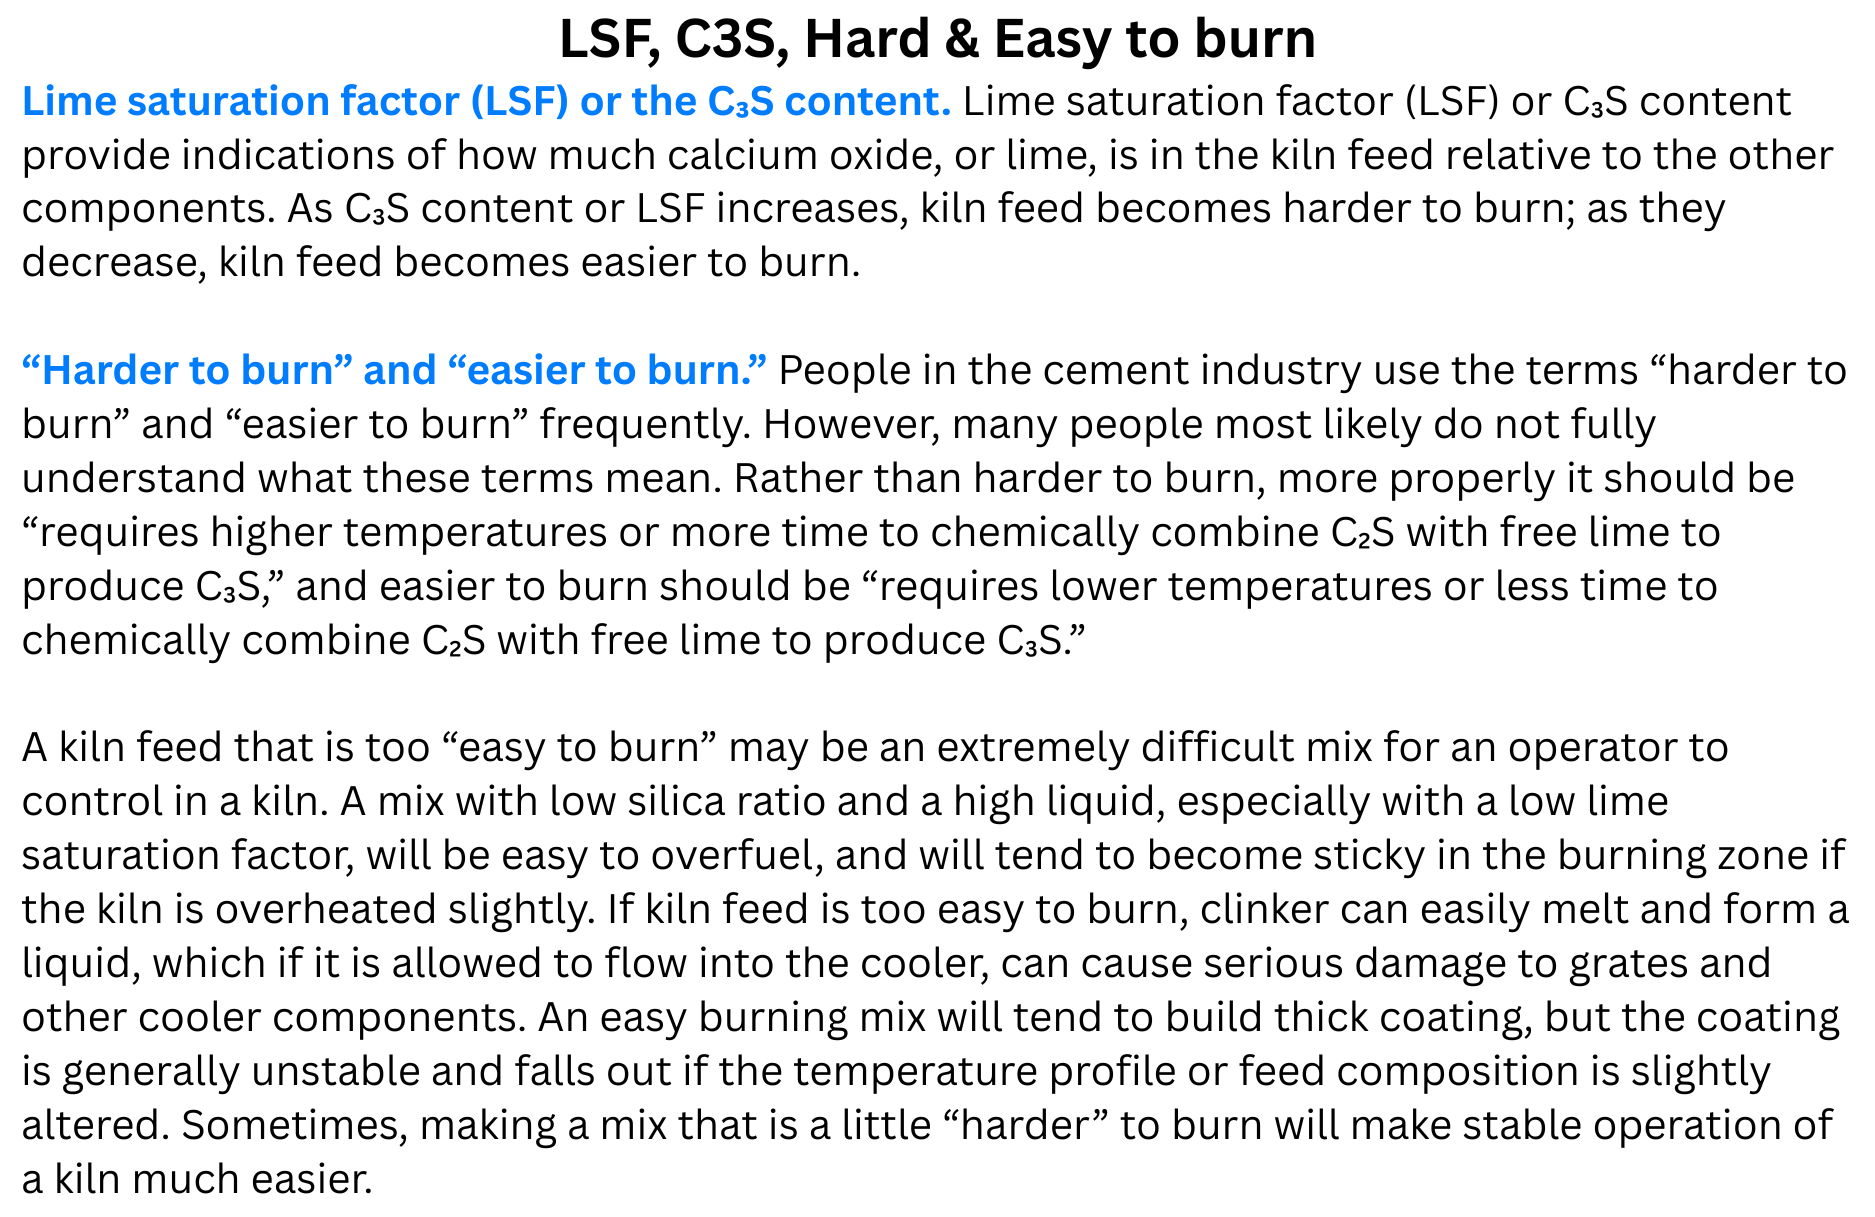 LSF, C3S, Hard & Easy to burn
Lime saturation factor (LSF) or the C₃S content. Lime saturation factor (LSF) or C₃S content
provide indications of how much calcium oxide, or lime, is in the kiln feed relative to the other
components. As C₃S content or LSF increases, kiln feed becomes harder to burn; as they
decrease, kiln feed becomes easier to burn.
“Harder to burn” and “easier to burn.” People in the cement industry use the terms “harder to
burn” and “easier to burn” frequently. However, many people most likely do not fully
understand what these terms mean. Rather than harder to burn, more properly it should be
“requires higher temperatures or more time to chemically combine C₂S with free lime to
produce C₃S,” and easier to burn should be “requires lower temperatures or less time to
chemically combine C₂S with free lime to produce C₃S.”
A kiln feed that is too “easy to burn” may be an extremely difficult mix for an operator to
control in a kiln. A mix with low silica ratio and a high liquid, especially with a low lime
saturation factor, will be easy to overfuel, and will tend to become sticky in the burning zone if
the kiln is overheated slightly. If kiln feed is too easy to burn, clinker can easily melt and form a
liquid, which if it is allowed to flow into the cooler, can cause serious damage to grates and
other cooler components. An easy burning mix will tend to build thick coating, but the coating
is generally unstable and falls out if the temperature profile or feed composition is slightly
altered. Sometimes, making a mix that is a little “harder” to burn will make stable operation of
a kiln much easier.